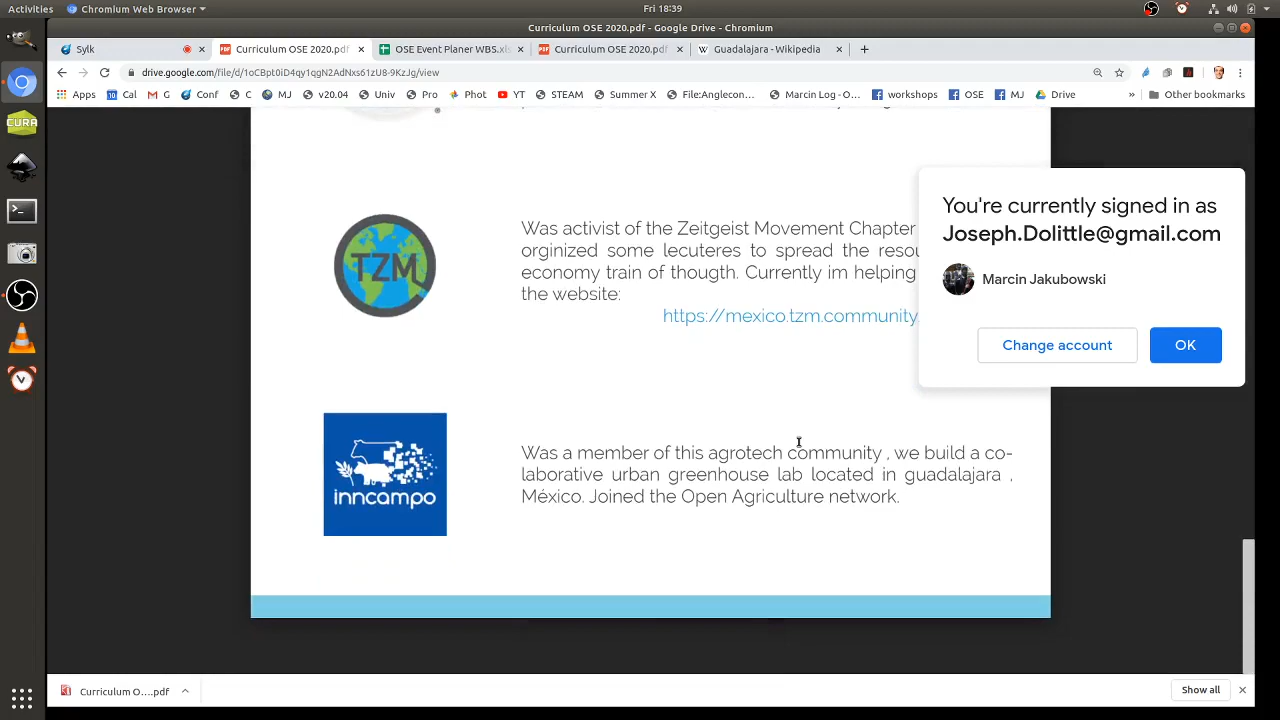 Activities
Chromium Web Browser
Fri 18:39
Curriculum OSE 2020.pdf - Google Drive - Chromium
Sylk
Curriculum OSE 2020.pdf
OSE Event Planer WBS.xls
Curriculum OSE 2020.pdf
Guadalajara - Wikipedia
drive.google.com/file/d/1oCBpt0iD4qy1qgN2AdNxs61zU8-9KzJg/view
Apps
Cal
G
Conf
C
MJ
v20.04
Univ
Pro
Phot
YT
STEAM
Summer X
File:Anglecon...
Marcin Log - O...
workshops
OSE
MJ
Drive
»
Other bookmarks
CURA
TZM
Was activist of the Zeitgeist Movement Chapter
orginized some lecuteres to spread the resou
economy train of thougth. Currently im helping
the website:
https://mexico.tzm.community
You're currently signed in as
Joseph.Dolittle@gmail.com
Marcin Jakubowski
Change account
OK
inncampo
Was a member of this agrotech community , we build a co-
laborative urban greenhouse lab located in guadalajara ,
México. Joined the Open Agriculture network.
Curriculum O....pdf
Show all